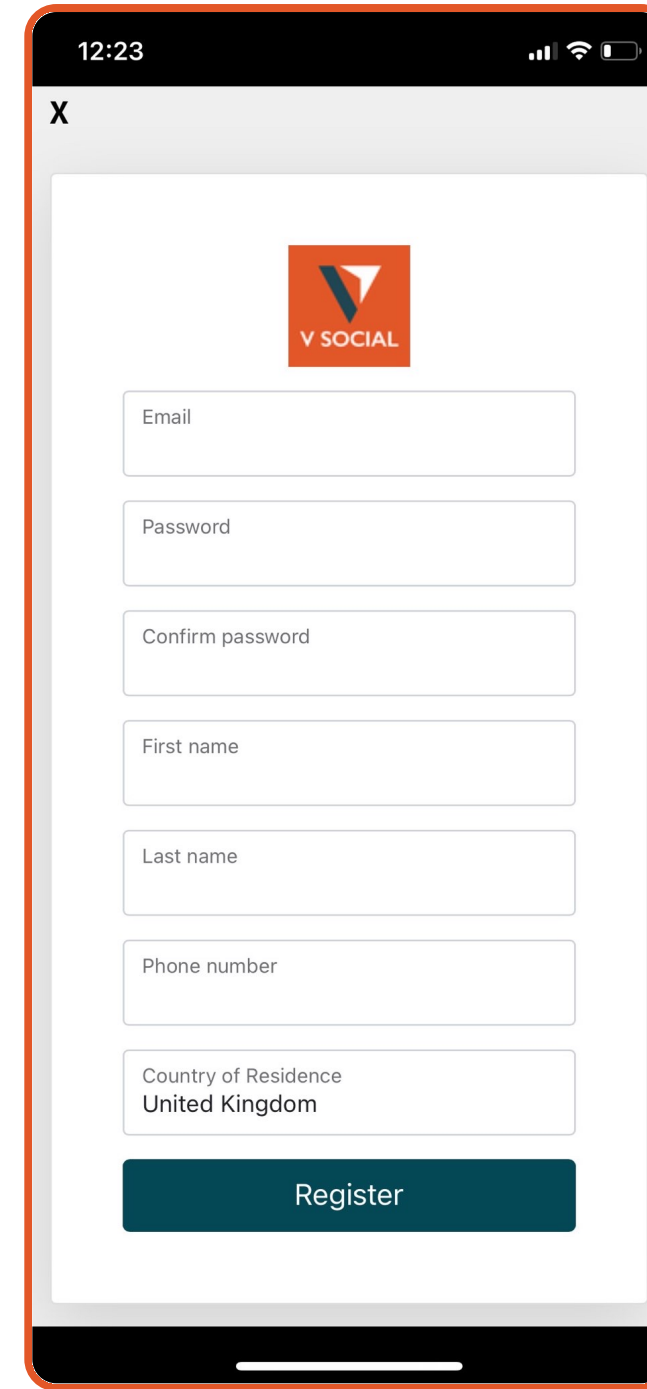 12:23
X
V SOCIAL
Email
Password
Confirm password
First name
Last name
Phone number
Country of Residence
United Kingdom
Register